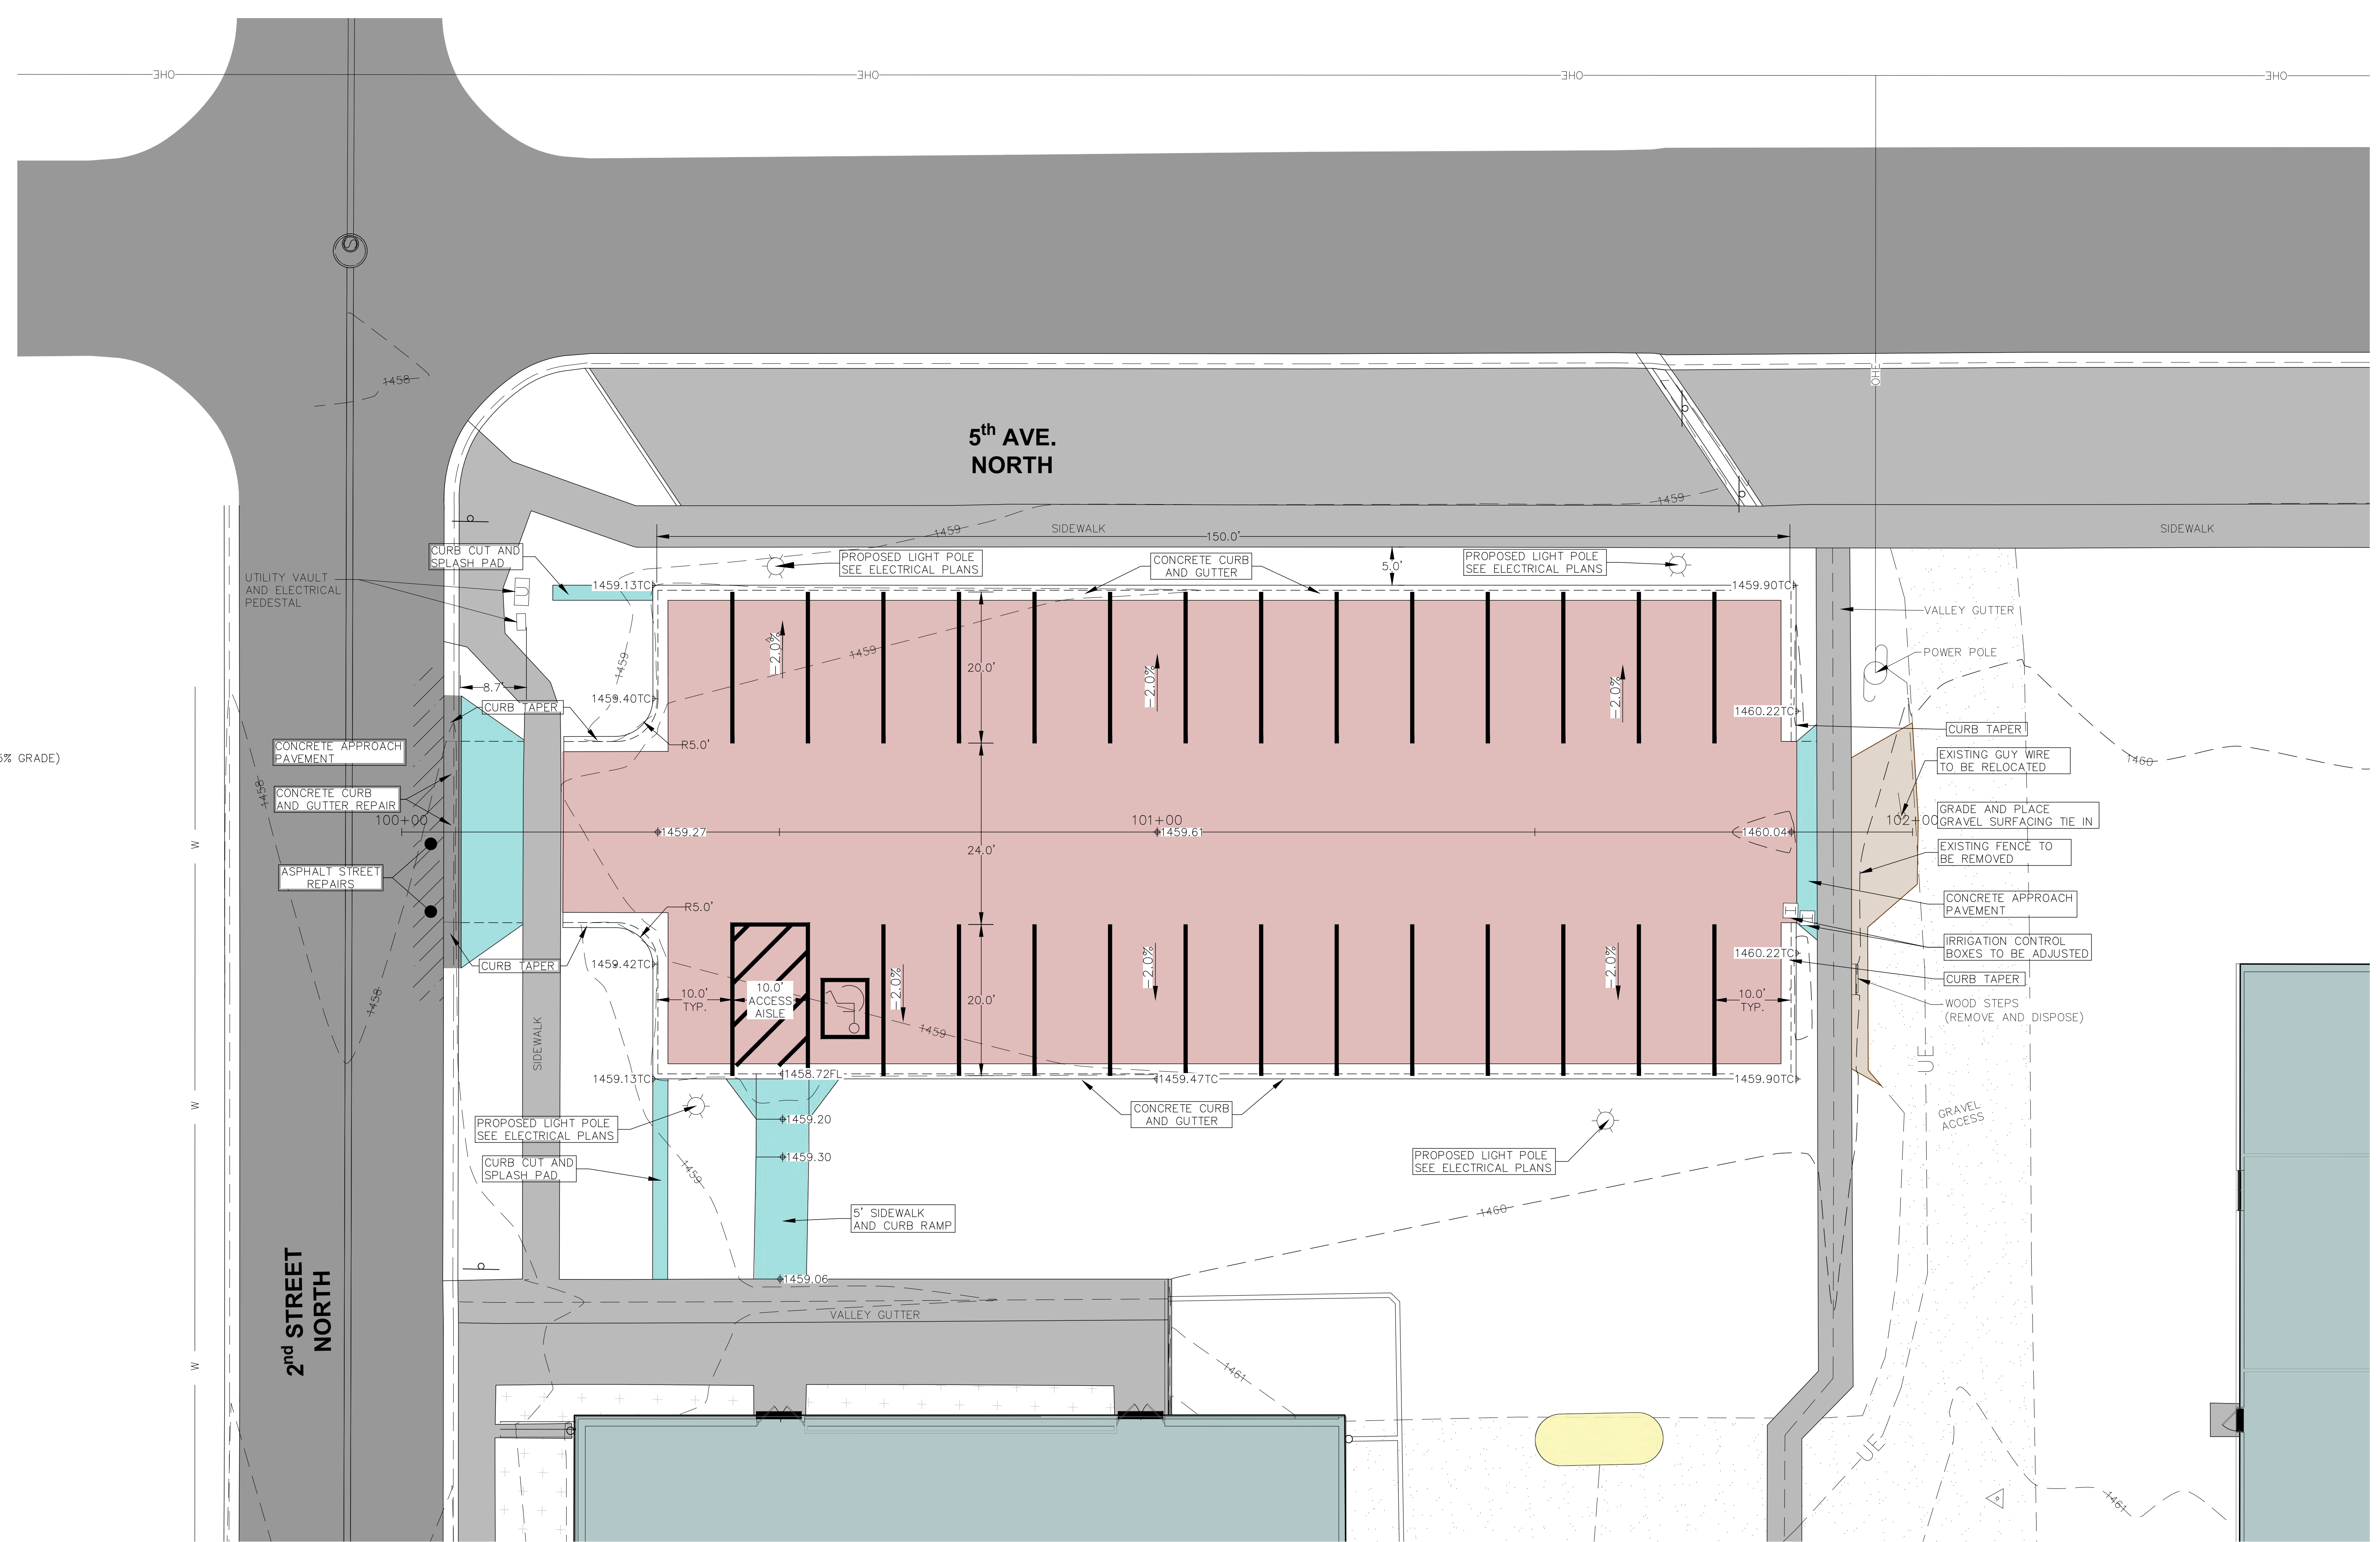 OHE
OHE
OHE
OHE
1458
OHE
5th AVE.
NORTH
1459
1459
SIDEWALK
SIDEWALK
150.0'
CURB CUT AND
SPLASH PAD
PROPOSED LIGHT POLE
SEE ELECTRICAL PLANS
CONCRETE CURB
AND GUTTER
5.0'
PROPOSED LIGHT POLE
SEE ELECTRICAL PLANS
UTILITY VAULT
AND ELECTRICAL
PEDESTAL
1459.13TC
1459.90TC
VALLEY GUTTER
-2.0%
1459
1459
20.0'
-2.0%
-2.0%
POWER POLE
8.7'
1459.40TC
CURB TAPER
1460.22TC
CURB TAPER
R5.0'
CONCRETE APPROACH
PAVEMENT
5% GRADE)
EXISTING GUY WIRE
TO BE RELOCATED
1460
1458
CONCRETE CURB
AND GUTTER REPAIR
100+00
1459.27
101+00
1459.61
1460.04
102+00
GRADE AND PLACE
GRAVEL SURFACING TIE IN
24.0'
W
EXISTING FENCE TO
BE REMOVED
ASPHALT STREET
REPAIRS
R5.0'
CONCRETE APPROACH
PAVEMENT
IRRIGATION CONTROL
BOXES TO BE ADJUSTED
CURB TAPER
1459.42TC
1460.22TC
CURB TAPER
10.0'
TYP.
10.0'
ACCESS
AISLE
-2.0%
20.0'
-2.0%
-2.0%
10.0'
TYP.
WOOD STEPS
(REMOVE AND DISPOSE)
1458
1459
SIDEWALK
UE
1459.13TC
1458.72FL
1459.47TC
1459.90TC
W
PROPOSED LIGHT POLE
SEE ELECTRICAL PLANS
1459.20
CONCRETE CURB
AND GUTTER
GRAVEL
ACCESS
CURB CUT AND
SPLASH PAD
1459
1459.30
PROPOSED LIGHT POLE
SEE ELECTRICAL PLANS
5' SIDEWALK
AND CURB RAMP
1460
1459.06
VALLEY GUTTER
2nd STREET
NORTH
W
1461
UE
1461